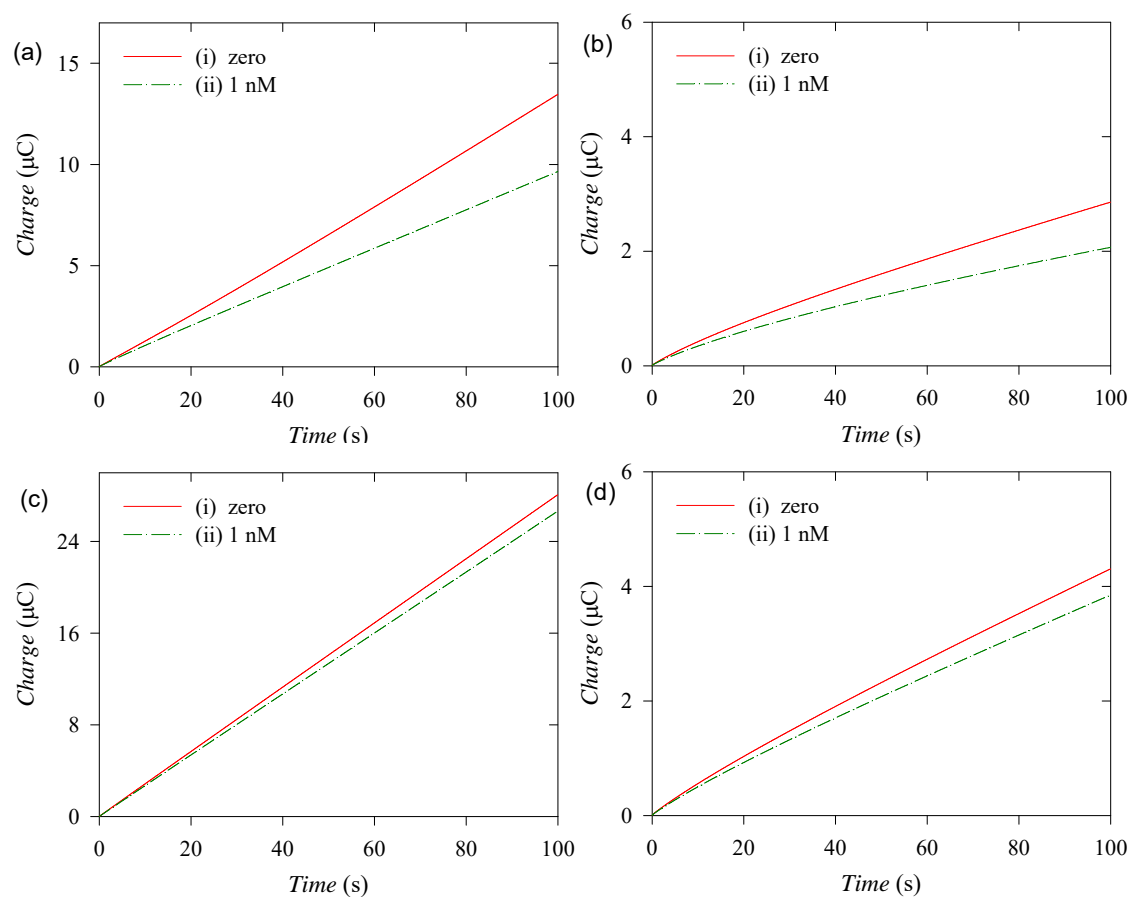 (a)
(i) zero
(ii) 1 nM
15
10
5
0
Charge (μC)
0 20 40 60 80 100
Time (s)
(b)
(i) zero
(ii) 1 nM
6
4
2
0
Charge (μC)
0 20 40 60 80 100
Time (s)
(c)
(i) zero
(ii) 1 nM
24
16
8
0
Charge (μC)
0 20 40 60 80 100
Time (s)
(d)
(i) zero
(ii) 1 nM
6
4
2
0
Charge (μC)
0 20 40 60 80 100
Time (s)